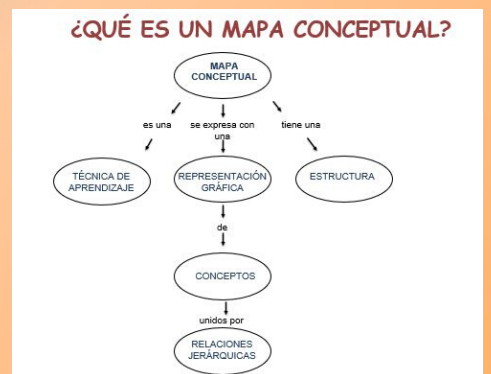 ¿QUÉ ES UN MAPA CONCEPTUAL?
MAPA
CONCEPTUAL
es una
se expresa con
una
tiene una
TÉCNICA DE
APRENDIZAJE
REPRESENTACIÓN
GRÁFICA
ESTRUCTURA
de
CONCEPTOS
unidos por
RELACIONES
JERÁRQUICAS